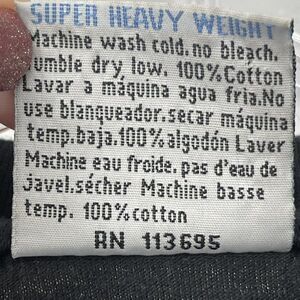 SUPER HEAVY WEIGHT
Machine wash cold.no bleach.
Tumble dry, low. 100%Cotton
Lavar a máquina agua fria.No
use blanqueador.secar máquina
temp.baja.100%algodón Laver
Machine eau froide.pas d'eau de
javel.sécher Machine basse
temp. 100%cotton
RN 113695